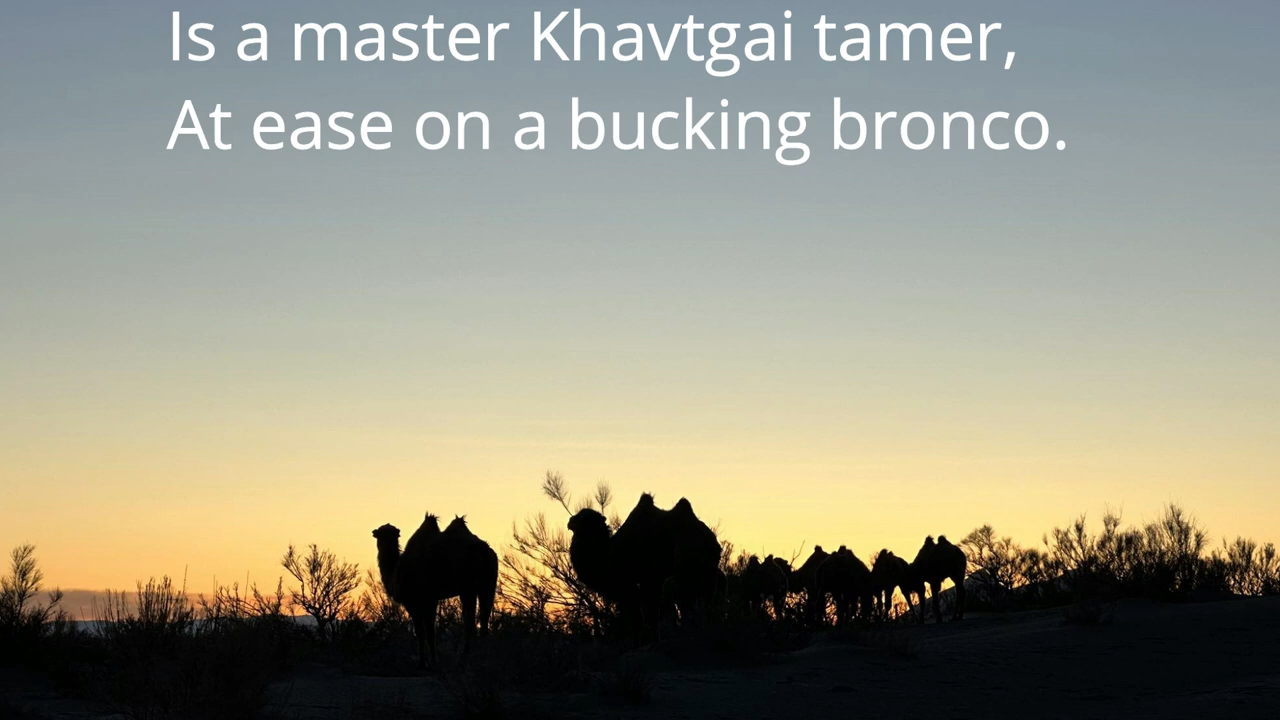 Is a master Khavtgai tamer,
At ease on a bucking bronco.